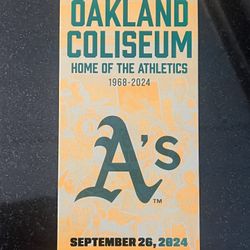 OAKLAND
COLISEUM
HOME OF THE ATHLETICS
1968-2024
A's
TM
SEPTEMBER 26, 2024